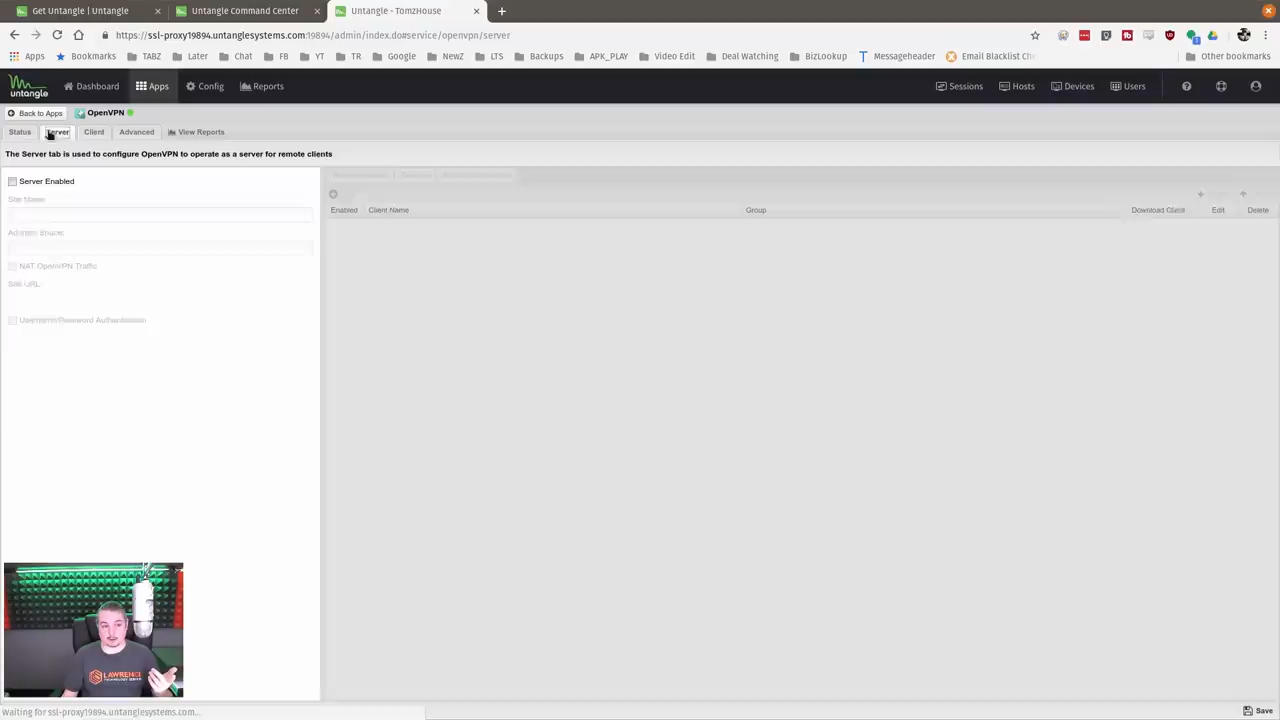 Get Untangle | Untangle
Untangle Command Center
Untangle - TomzHouse
https://ssl-proxy19894.untanglesystems.com:19894/admin/index.do#service/openvpn/server
Apps
Bookmarks
TABZ
Later
Chat
FB
YT
TR
Google
NewZ
LTS
Backups
APK_PLAY
Video Edit
Deal Watching
BizLookup
Messageheader
Email Blacklist Che
Other bookmarks
untangle
Dashboard
Apps
Config
Reports
Sessions
Hosts
Devices
Users
Back to Apps
OpenVPN
Status
Server
Client
Advanced
View Reports
The Server tab is used to configure OpenVPN to operate as a server for remote clients
Server Enabled
Site Name:
Address Space:
NAT OpenVPN Traffic
Site URL:
Username/Password Authentication
Enabled
Client Name
Group
Download Client
Edit
Delete
LAWRENCE
TECHNOLOGY SERVICES
Waiting for ssl-proxy19894.untanglesystems.com...
Save